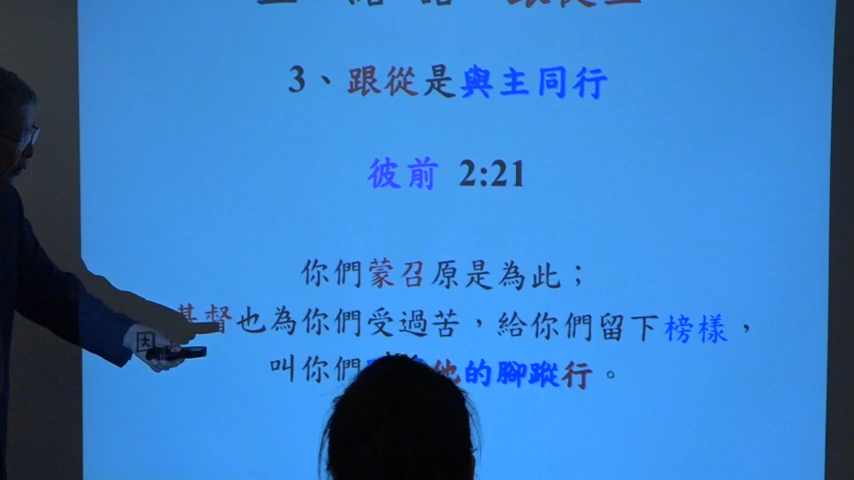 3、跟從是與主同行
彼前 2:21
你們蒙召原是為此；
因基督也為你們受過苦，給你們留下榜樣，
叫你們他的腳蹤行。